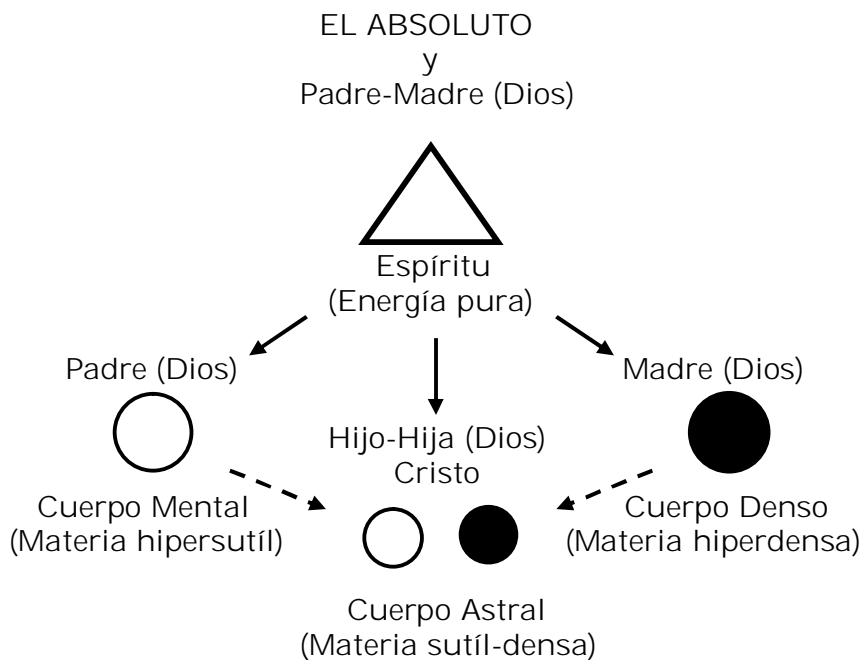 EL ABSOLUTO
y
Padre-Madre (Dios)
Espíritu
(Energía pura)
Padre (Dios)
Madre (Dios)
Hijo-Hija (Dios)
Cristo
Cuerpo Mental
(Materia hipersutíl)
Cuerpo Denso
(Materia hiperdensa)
Cuerpo Astral
(Materia sutíl-densa)